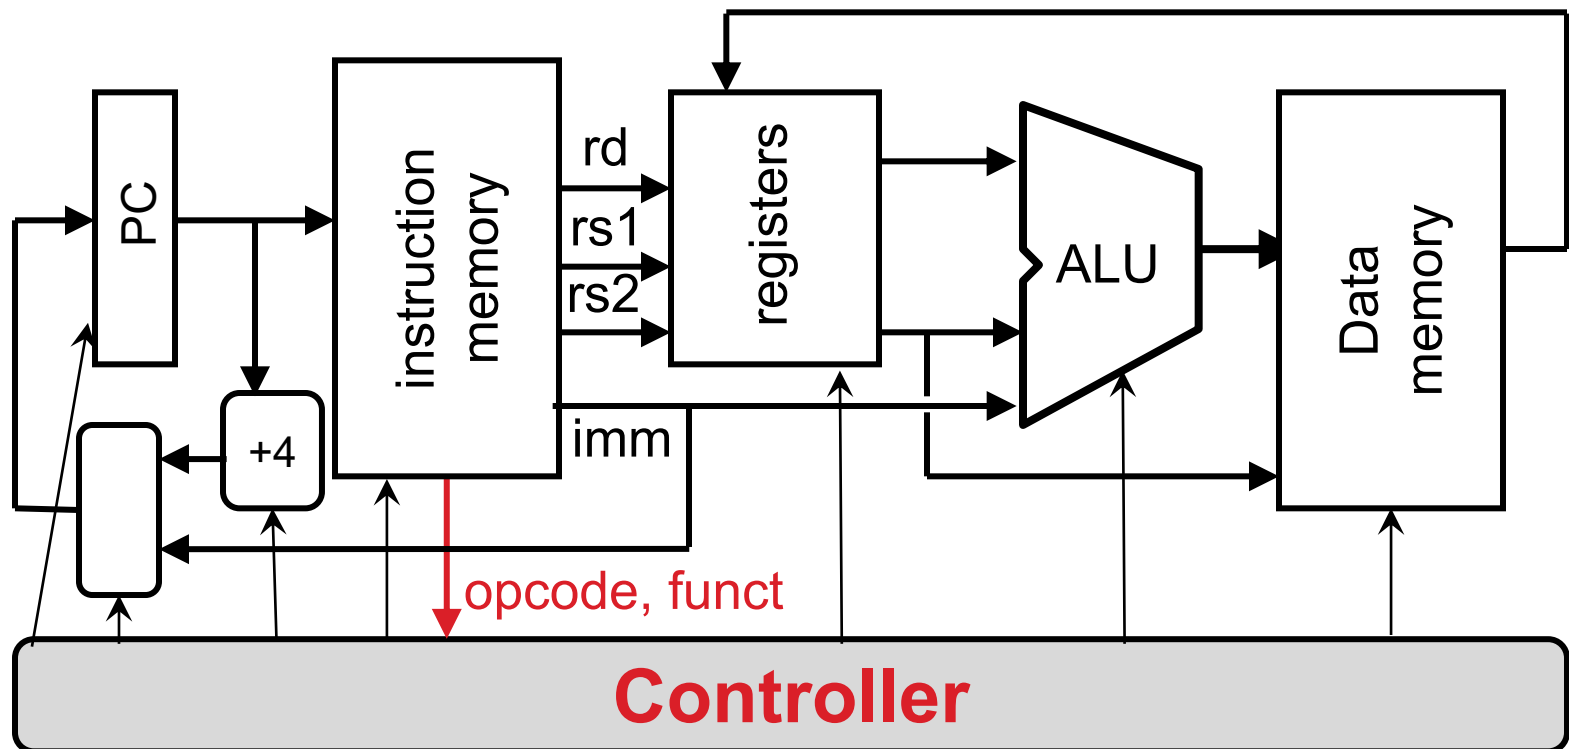 PC
+4
instruction
memory
rd
rs1
rs2
imm
registers
ALU
Data
memory
opcode, funct
Controller